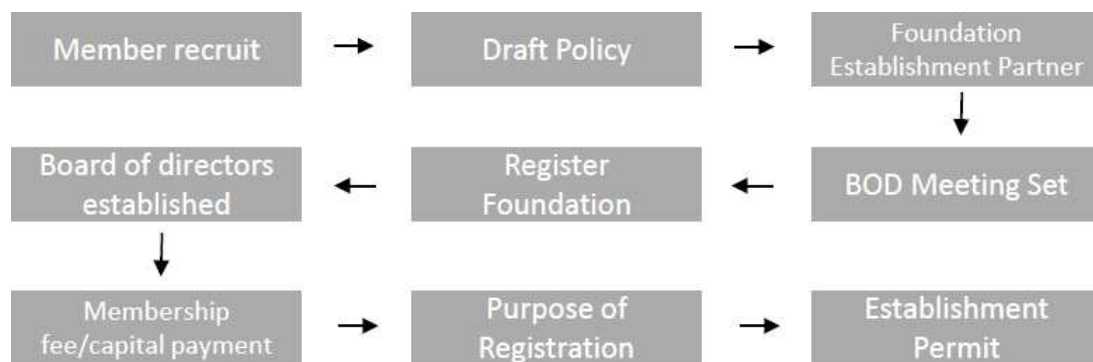 Member recruit
Draft Policy
Foundation
Establishment Partner
BOD Meeting Set
Register
Foundation
Board of directors
established
Membership
fee/capital payment
Purpose of
Registration
Establishment
Permit